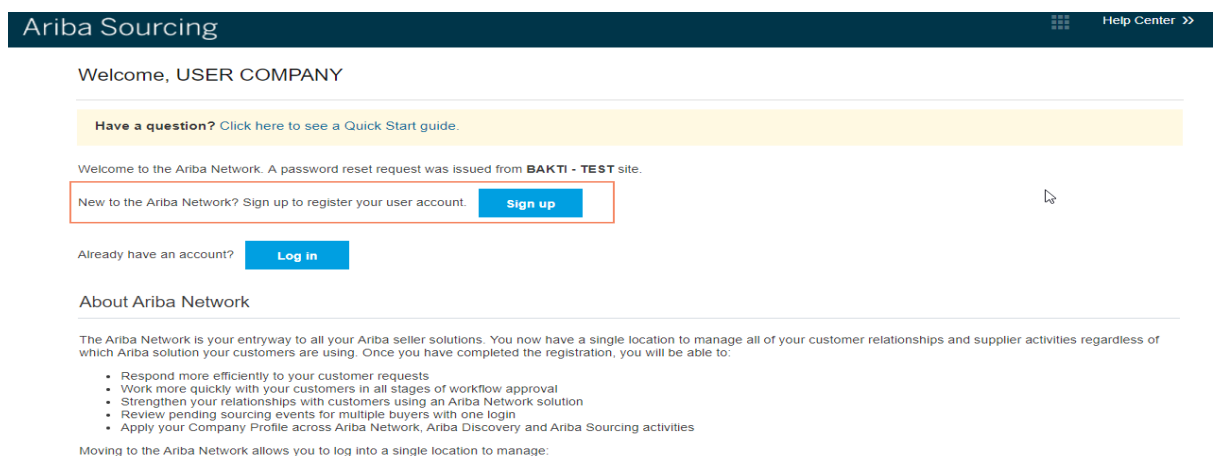 Ariba Sourcing
Help Center >>
Welcome, USER COMPANY
Have a question? Click here to see a Quick Start guide.
Welcome to the Ariba Network. A password reset request was issued from BAKTI - TEST site.
New to the Ariba Network? Sign up to register your user account. Sign up
Already have an account? Log in
About Ariba Network
The Ariba Network is your entryway to all your Ariba seller solutions. You now have a single location to manage all of your customer relationships and supplier activities regardless of
which Ariba solution your customers are using. Once you have completed the registration, you will be able to:
• Respond more efficiently to your customer requests
• Work more quickly with your customers in all stages of workflow approval
• Strengthen your relationships with customers using an Ariba Network solution
• Review pending sourcing events for multiple buyers with one login
• Apply your Company Profile across Ariba Network, Ariba Discovery and Ariba Sourcing activities
Moving to the Ariba Network allows you to log into a single location to manage: